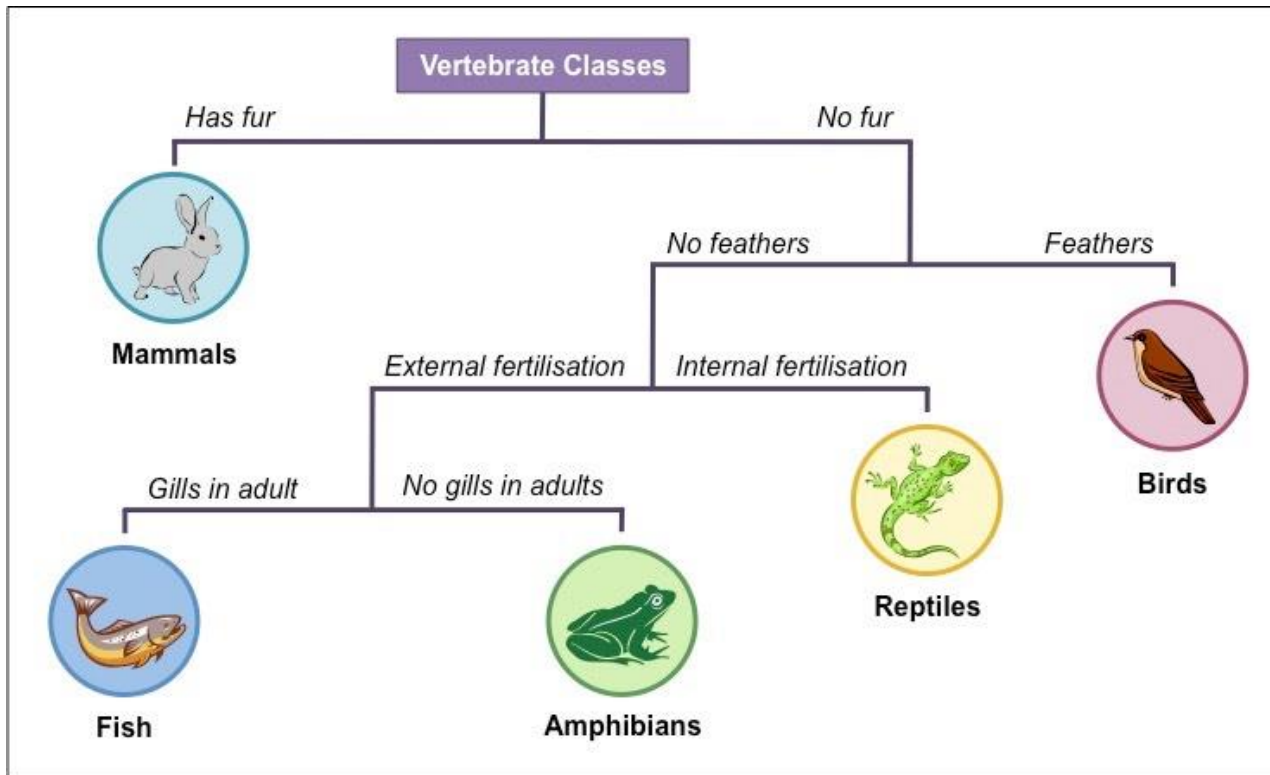 Vertebrate Classes
Has fur
No fur
No feathers
Feathers
Mammals
External fertilisation
Internal fertilisation
Birds
Gills in adult
No gills in adults
Reptiles
Fish
Amphibians